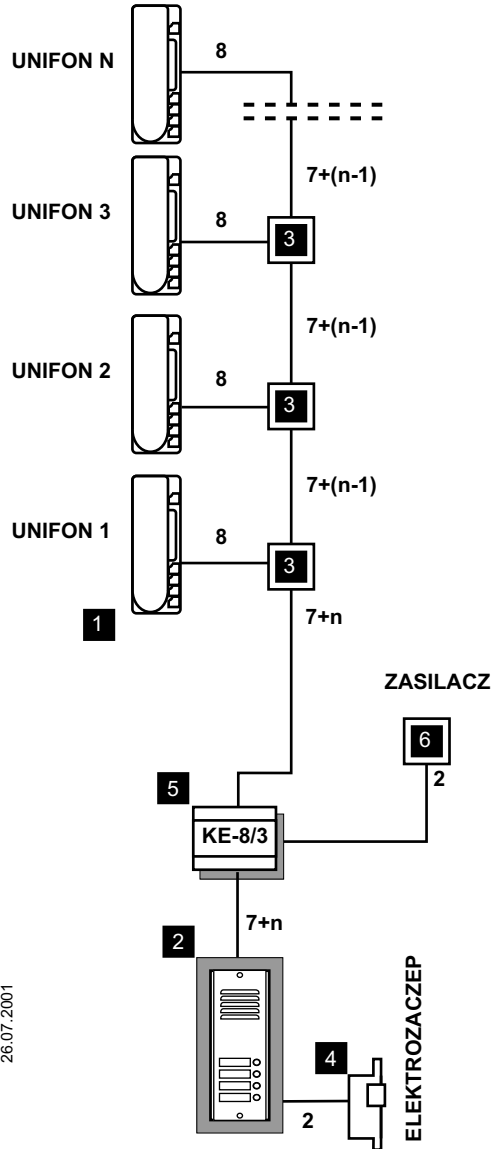 UNIFON N
8
7+(n-1)
UNIFON 3
8
3
7+(n-1)
UNIFON 2
8
3
7+(n-1)
UNIFON 1
8
3
1
7+n
ZASILACZ
6
2
5
KE-8/3
7+n
2
4
2
ELEKTROZACZEP
26.07.2001